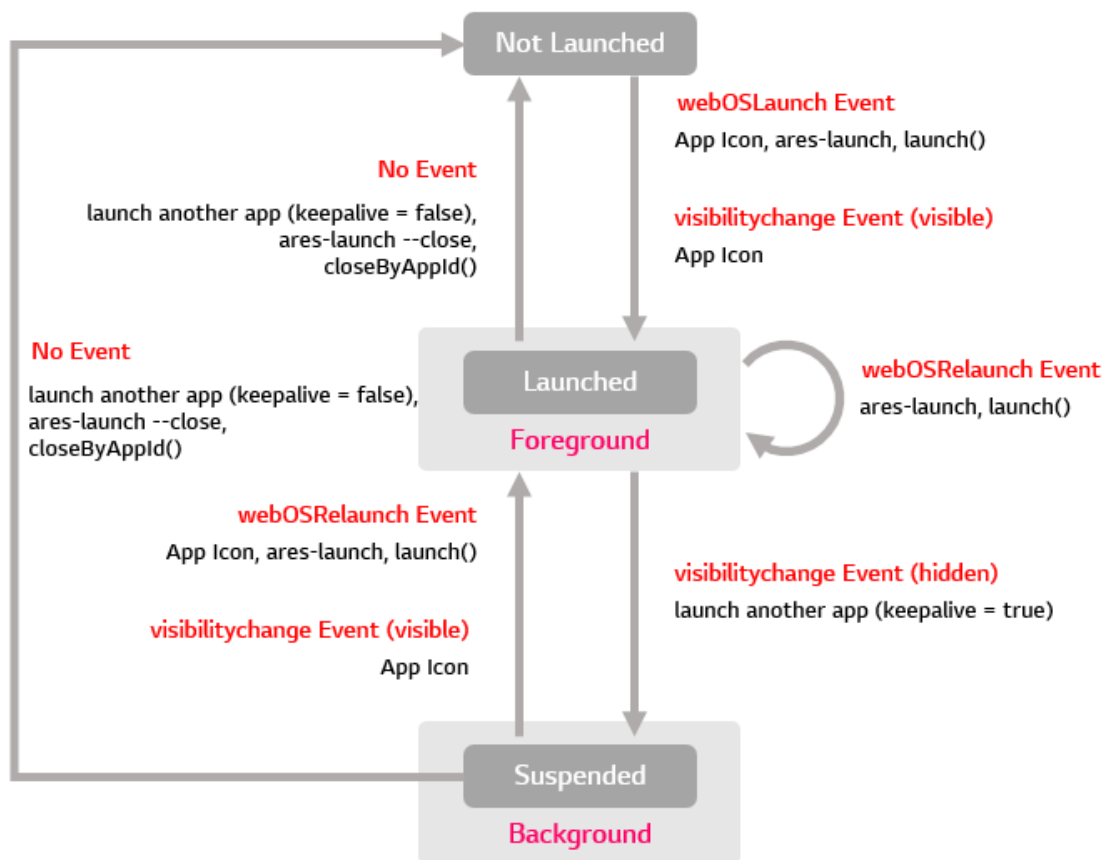 Not Launched
webOSLaunch Event
App Icon, ares-launch, launch()
No Event
launch another app (keepalive = false),
ares-launch --close,
closeByAppId()
visibilitychange Event (visible)
App Icon
No Event
launch another app (keepalive = false),
ares-launch --close,
closeByAppId()
Launched
Foreground
webOSRelaunch Event
ares-launch, launch()
webOSRelaunch Event
App Icon, ares-launch, launch()
visibilitychange Event (hidden)
launch another app (keepalive = true)
visibilitychange Event (visible)
App Icon
Suspended
Background